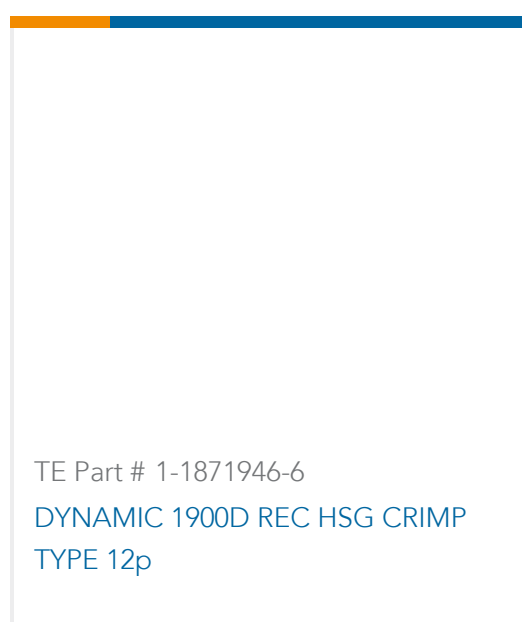 TE Part # 1-1871946-6
DYNAMIC 1900D REC HSG CRIMP
TYPE 12p